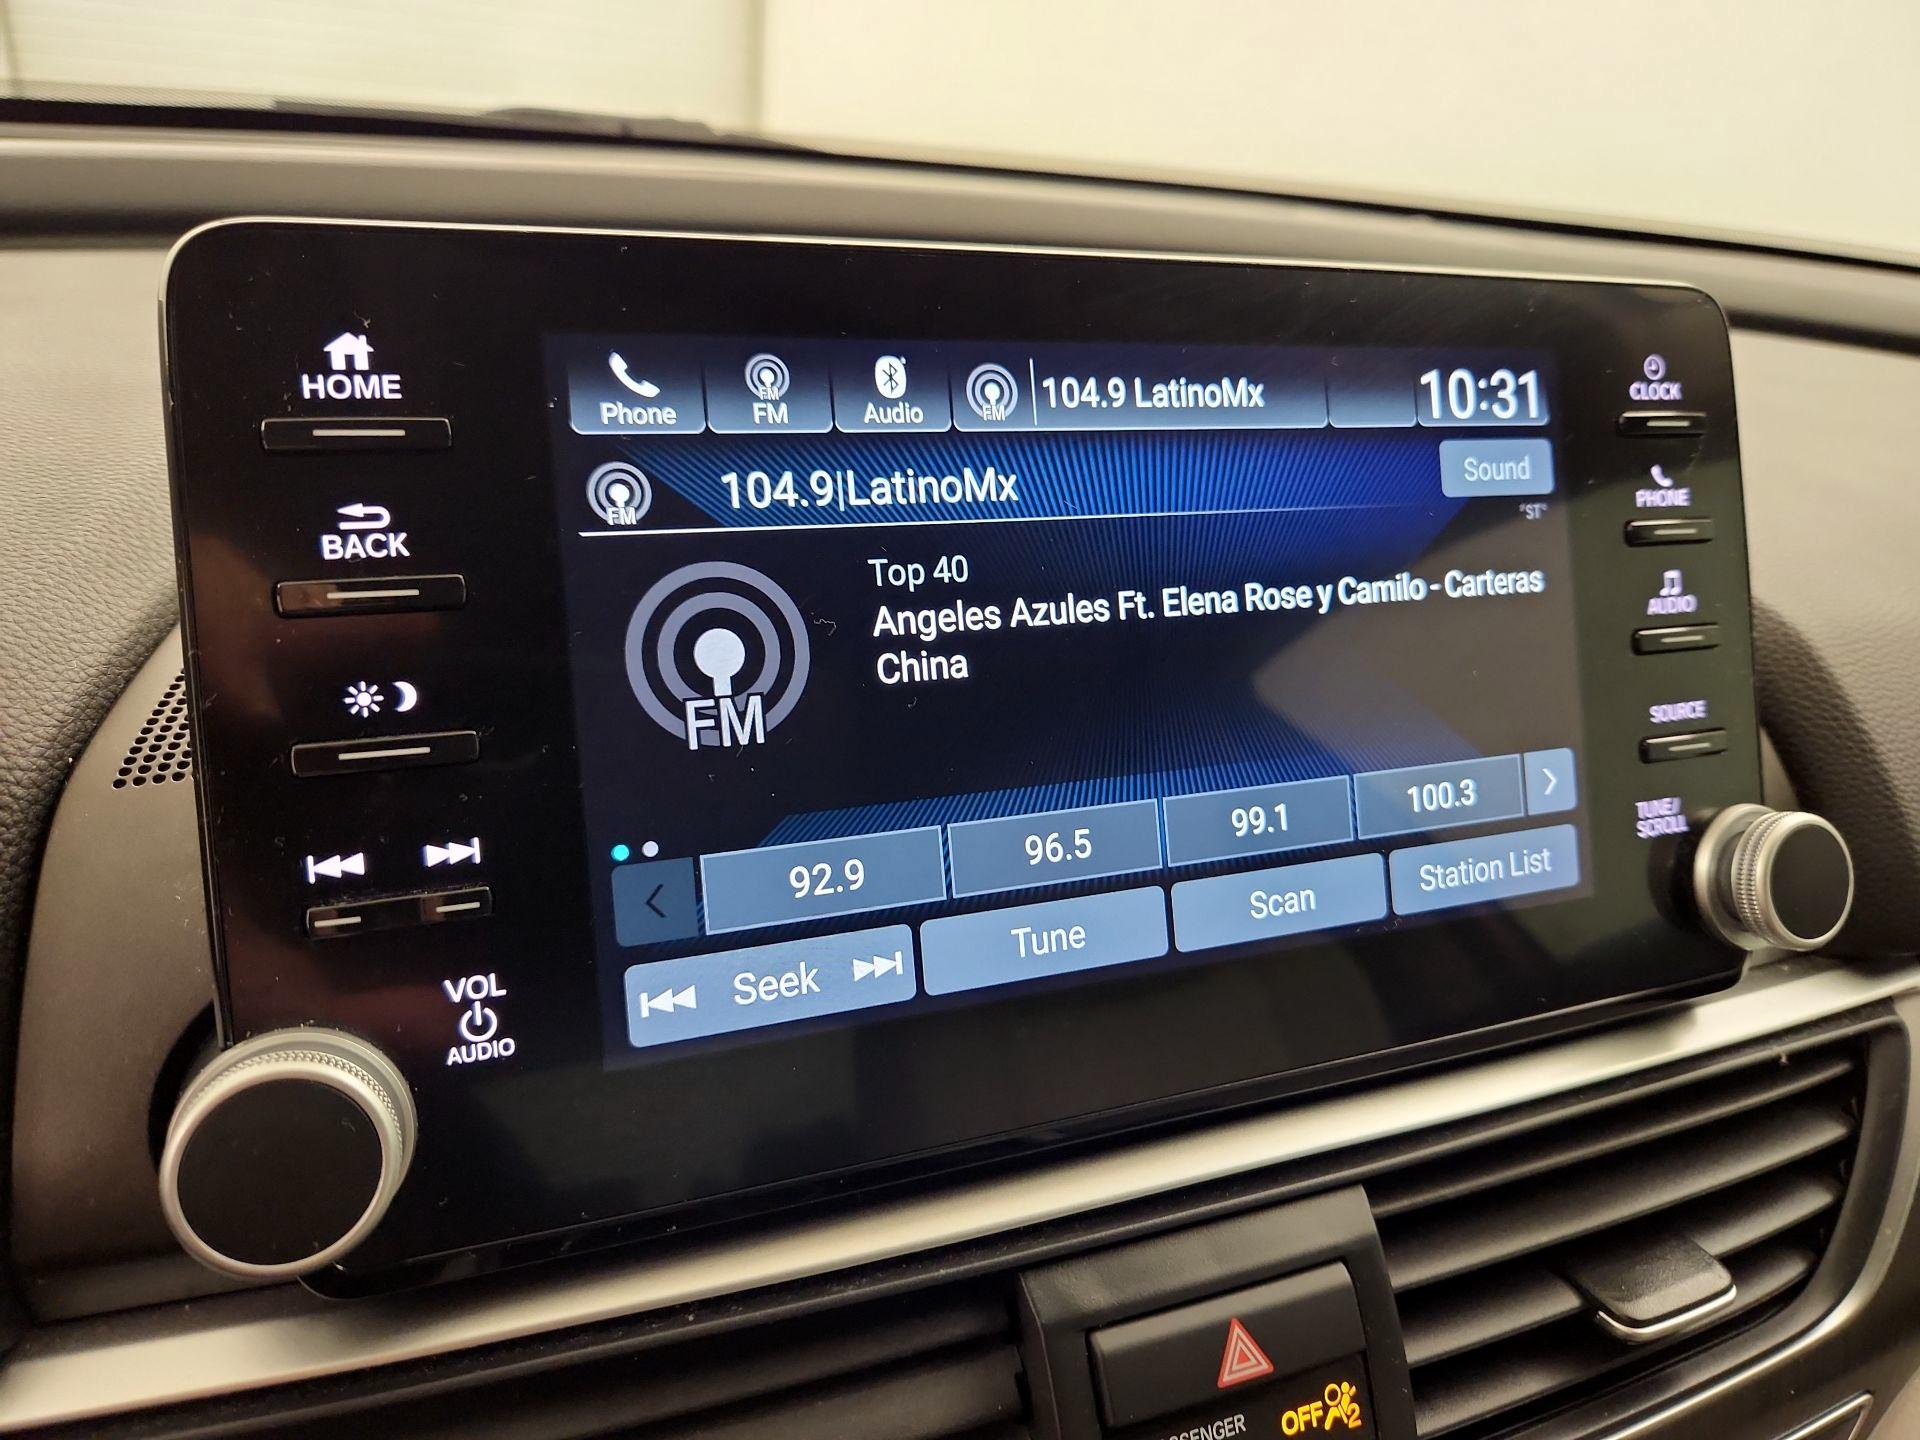 HOME
BACK
VOL
AUDIO
Phone
FM
FM
Audio
FM
104.9 LatinoMx
10:31
FM
104.9|LatinoMx
Sound
"ST"
FM
Top 40
Angeles Azules Ft. Elena Rose y Camilo - Carteras
China
92.9
96.5
99.1
100.3
Seek
Tune
Scan
Station List
CLOCK
PHONE
AUDIO
SOURCE
TUNE/
SCROLL
OFF 2